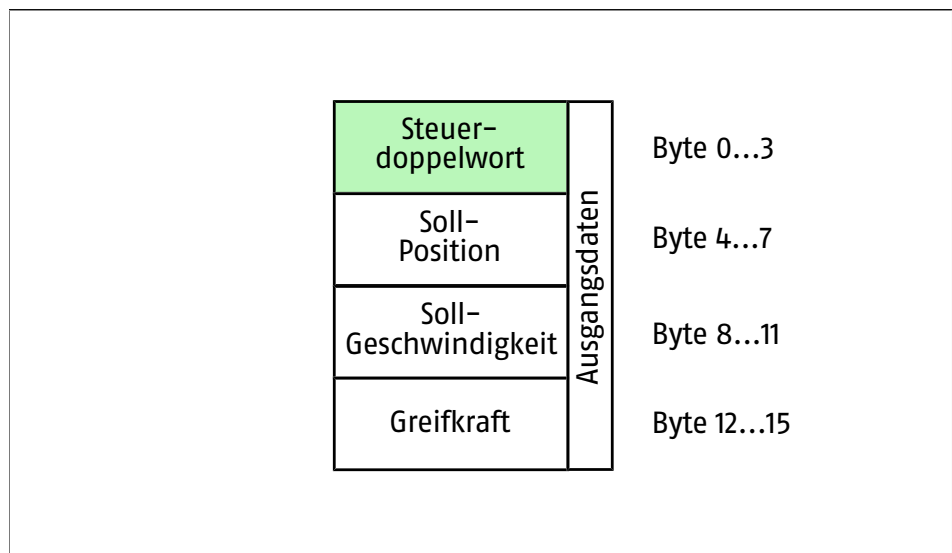 Steuer-
doppelwort
Byte 0...3
Soll-
Position
Byte 4...7
Soll-
Geschwindigkeit
Byte 8...11
Greifkraft
Byte 12...15
Ausgangsdaten